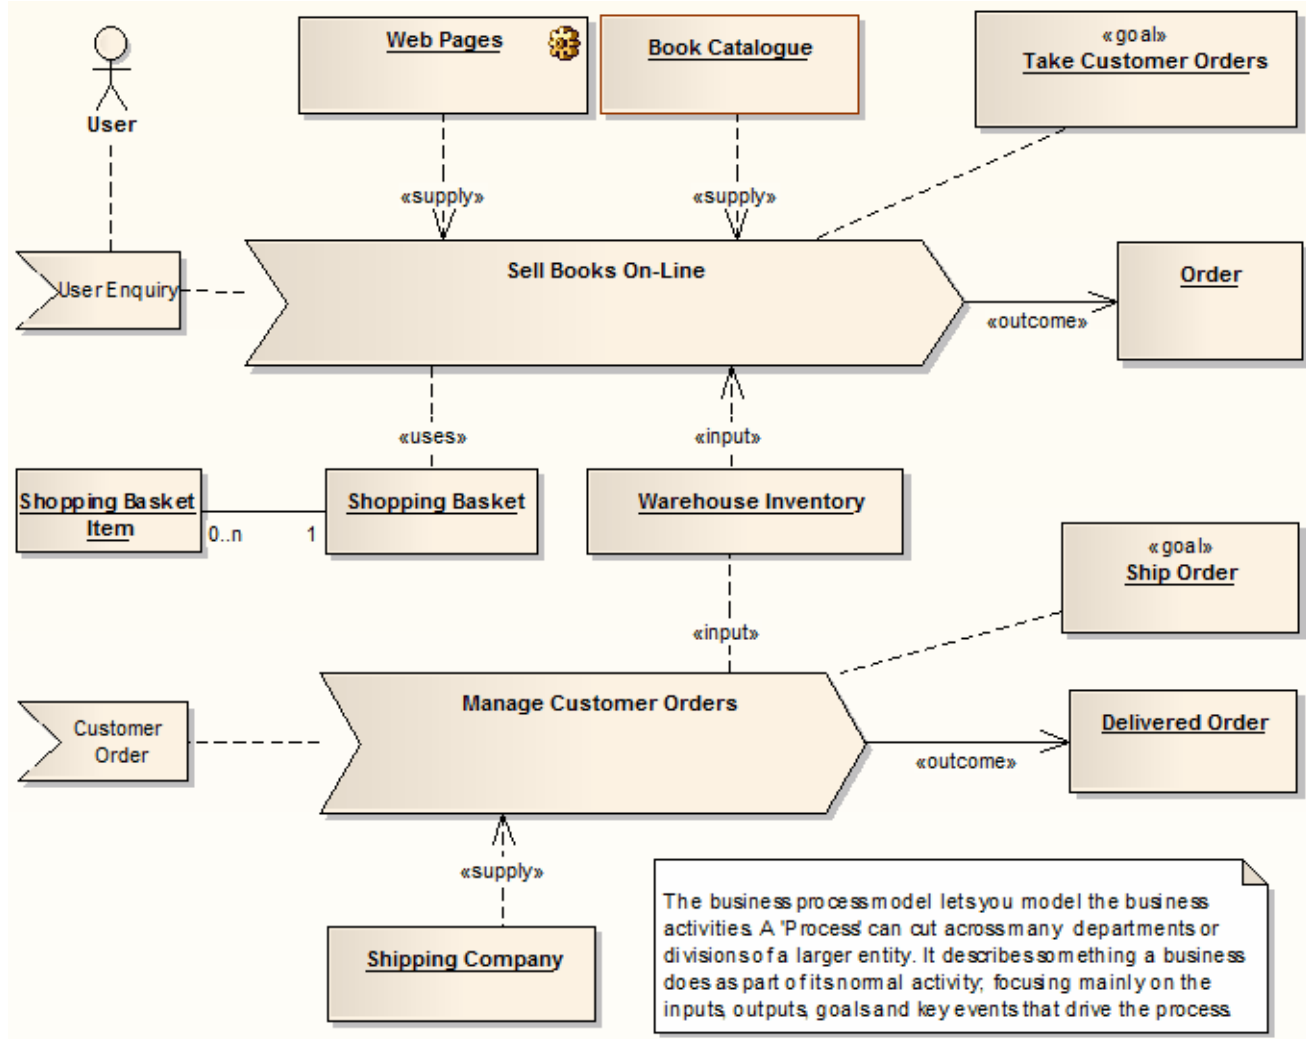 User
Web Pages
Book Catalogue
«goal»
Take Customer Orders
«supply»
«supply»
User Enquiry
Sell Books On-Line
Order
«outcome»
«uses»
«input»
Shopping Basket
Item
0..n
1
Shopping Basket
Warehouse Inventory
«goal»
Ship Order
«input»
Customer
Order
Manage Customer Orders
Delivered Order
«outcome»
«supply»
Shipping Company
The business process model lets you model the business
activities. A 'Process' can cut across many departments or
divisions of a larger entity. It describes something a business
does as part of its normal activity; focusing mainly on the
inputs, outputs, goals and key events that drive the process.